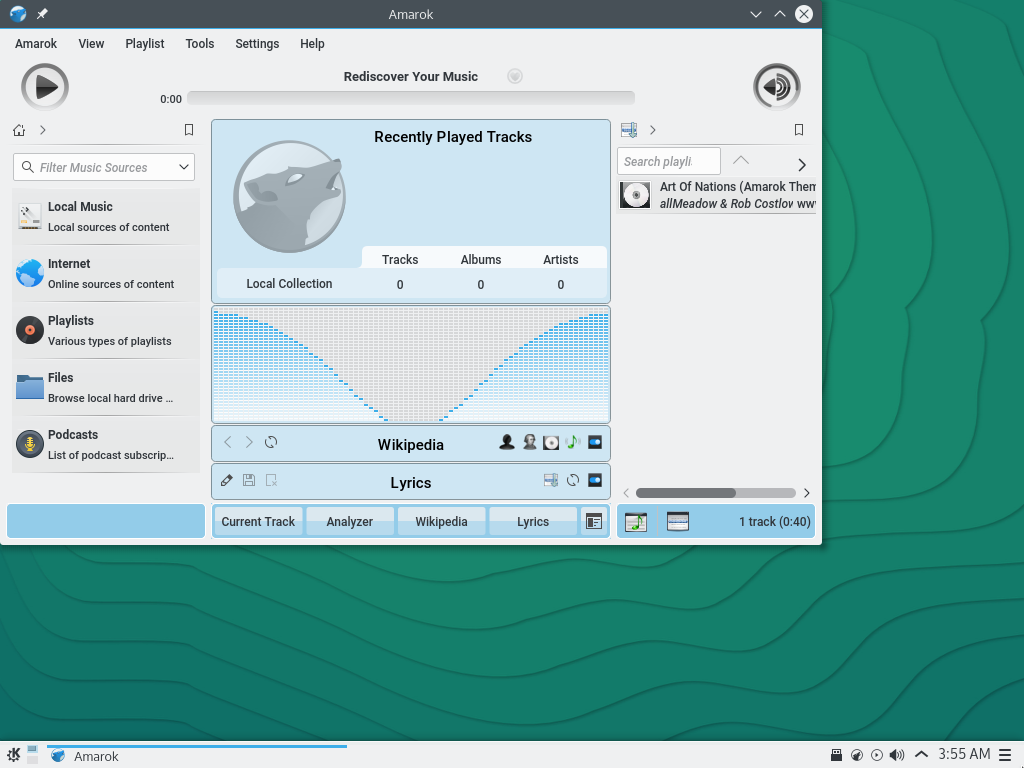 Amarok
Amarok View Playlist Tools Settings Help
Rediscover Your Music
0:00
Filter Music Sources
Local Music
Local sources of content
Internet
Online sources of content
Playlists
Various types of playlists
Files
Browse local hard drive ...
Podcasts
List of podcast subscrip...
Recently Played Tracks
Tracks Albums Artists
Local Collection 0 0 0
Wikipedia
Lyrics
Current Track Analyzer Wikipedia Lyrics
Search playli
Art Of Nations (Amarok Them
allMeadow & Rob Costlow ww
1 track (0:40)
Amarok
3:55 AM